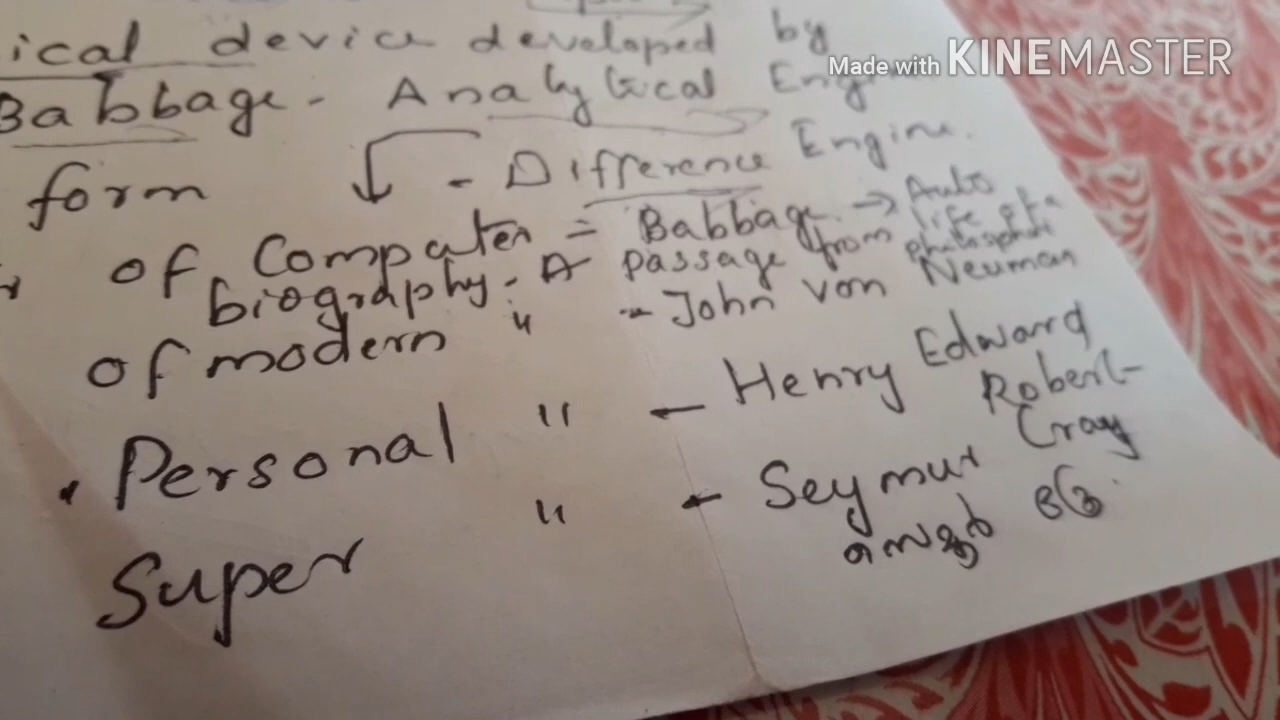 ical device developed by
Made with KINEMASTER
Babbage - Analytical Eng
form - Difference Engine.
of Computer = Babbage. → Auto
biography - A passage from life of a
of modern " - John von Neuman
• Personal " - Henry Edward
Robert
Super " - Seymur Cray